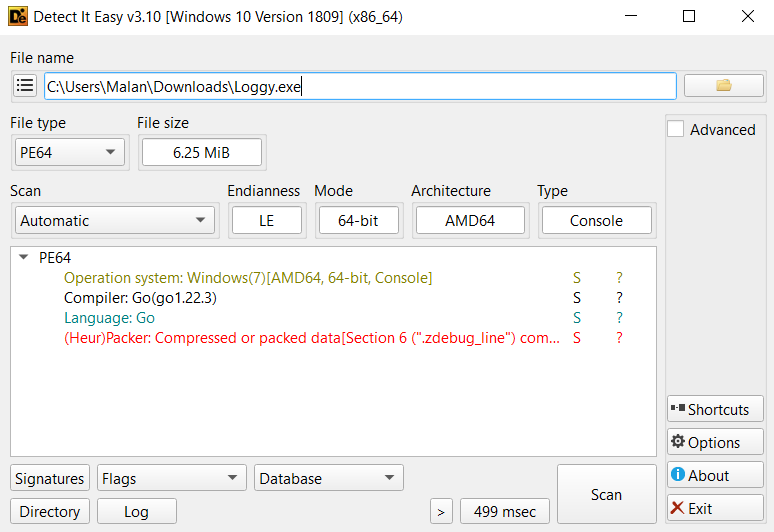 Detect It Easy v3.10 [Windows 10 Version 1809] (x86_64)
File name
C:\Users\Malan\Downloads\Loggy.exe
File type
File size
Advanced
PE64
6.25 MiB
Scan
Endianness
Mode
Architecture
Type
Automatic
LE
64-bit
AMD64
Console
PE64
Operation system: Windows(7)[AMD64, 64-bit, Console] S ?
Compiler: Go(go1.22.3) S ?
Language: Go S ?
(Heur)Packer: Compressed or packed data[Section 6 (".zdebug_line") com... S ?
Shortcuts
Options
About
Exit
Signatures
Flags
Database
Scan
Directory
Log
>
499 msec